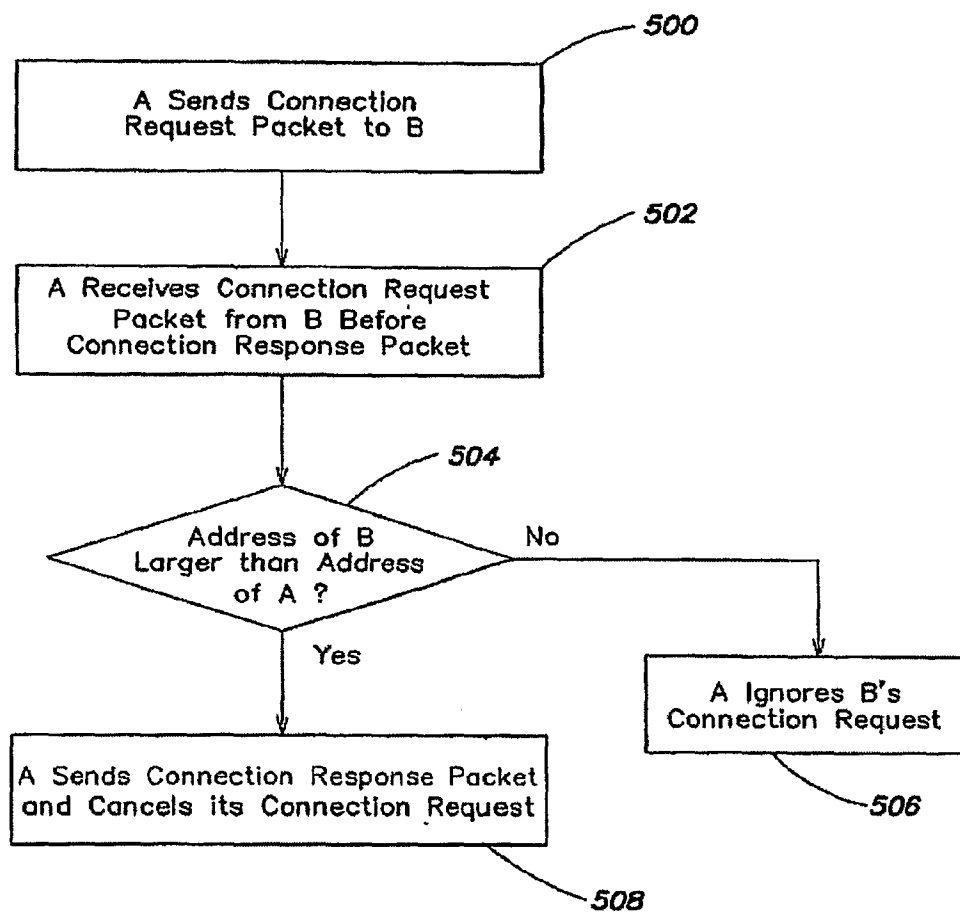 500
A Sends Connection
Request Packet to B
502
A Receives Connection Request
Packet from B Before
Connection Response Packet
504
Address of B
Larger than Address
of A ?
No
Yes
A Ignores B's
Connection Request
506
A Sends Connection Response Packet
and Cancels its Connection Request
508